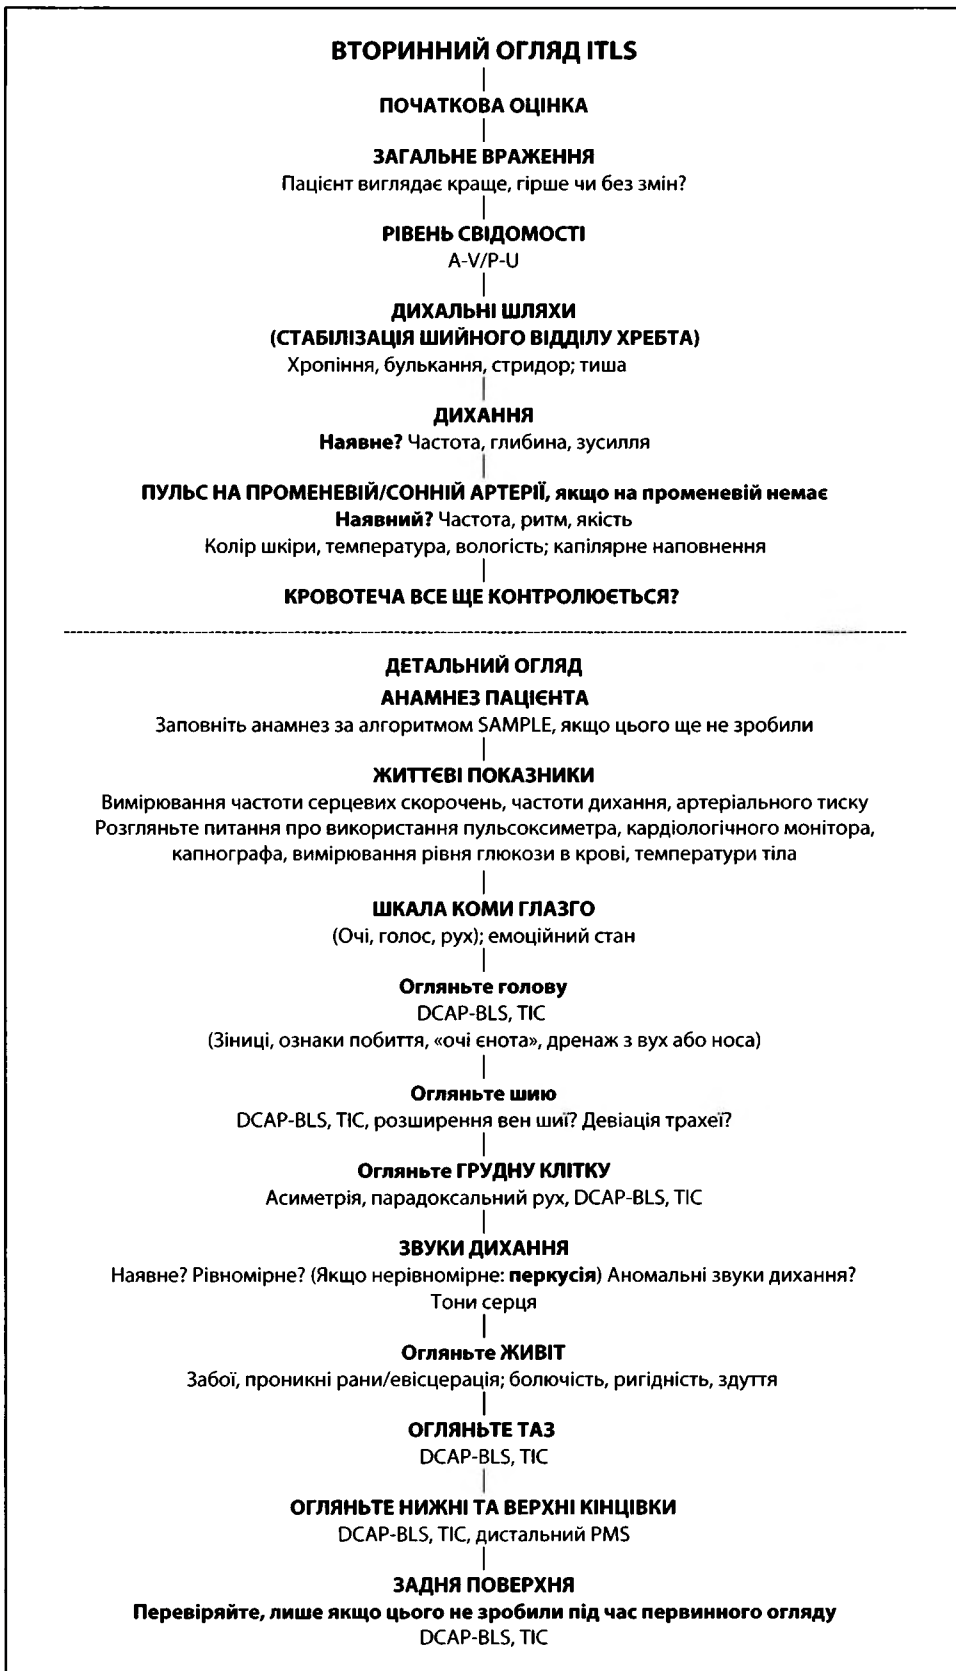 ВТОРИННИЙ ОГЛЯД ITLS
ПОЧАТКОВА ОЦІНКА
ЗАГАЛЬНЕ ВРАЖЕННЯ
Пацієнт виглядає краще, гірше чи без змін?
РІВЕНЬ СВІДОМОСТІ
A-V/P-U
ДИХАЛЬНІ ШЛЯХИ
(СТАБІЛІЗАЦІЯ ШИЙНОГО ВІДДІЛУ ХРЕБТА)
Хропіння, булькання, стридор; тиша
ДИХАННЯ
Наявне? Частота, глибина, зусилля
ПУЛЬС НА ПРОМЕНЕВІЙ/СОННІЙ АРТЕРІЇ, якщо на променевій немає
Наявний? Частота, ритм, якість
Колір шкіри, температура, вологість; капілярне наповнення
КРОВОТЕЧА ВСЕ ЩЕ КОНТРОЛЮЄТЬСЯ?
ДЕТАЛЬНИЙ ОГЛЯД
АНАМНЕЗ ПАЦІЄНТА
Заповніть анамнез за алгоритмом SAMPLE, якщо цього ще не зробили
ЖИТТЄВІ ПОКАЗНИКИ
Вимірювання частоти серцевих скорочень, частоти дихання, артеріального тиску
Розгляньте питання про використання пульсоксиметра, кардіологічного монітора,
капнографа, вимірювання рівня глюкози в крові, температури тіла
ШКАЛА КОМИ ГЛАЗГО
(Очі, голос, рух); емоційний стан
Огляньте голову
DCAP-BLS, TIC
(Зіниці, ознаки побиття, «очі єнота», дренаж з вух або носа)
Огляньте шию
DCAP-BLS, TIC, розширення вен шиї? Девіація трахеї?
Огляньте ГРУДНУ КЛІТКУ
Асиметрія, парадоксальний рух, DCAP-BLS, TIC
ЗВУКИ ДИХАННЯ
Наявне? Рівномірне? (Якщо нерівномірне: перкусія) Аномальні звуки дихання?
Тони серця
Огляньте ЖИВІТ
Забої, проникні рани/евісцерація; болючість, ригідність, здуття
ОГЛЯНЬТЕ ТАЗ
DCAP-BLS, TIC
ОГЛЯНЬТЕ НИЖНІ ТА ВЕРХНІ КІНЦІВКИ
DCAP-BLS, TIC, дистальний PMS
ЗАДНЯ ПОВЕРХНЯ
Перевіряйте, лише якщо цього не зробили під час первинного огляду
DCAP-BLS, TIC